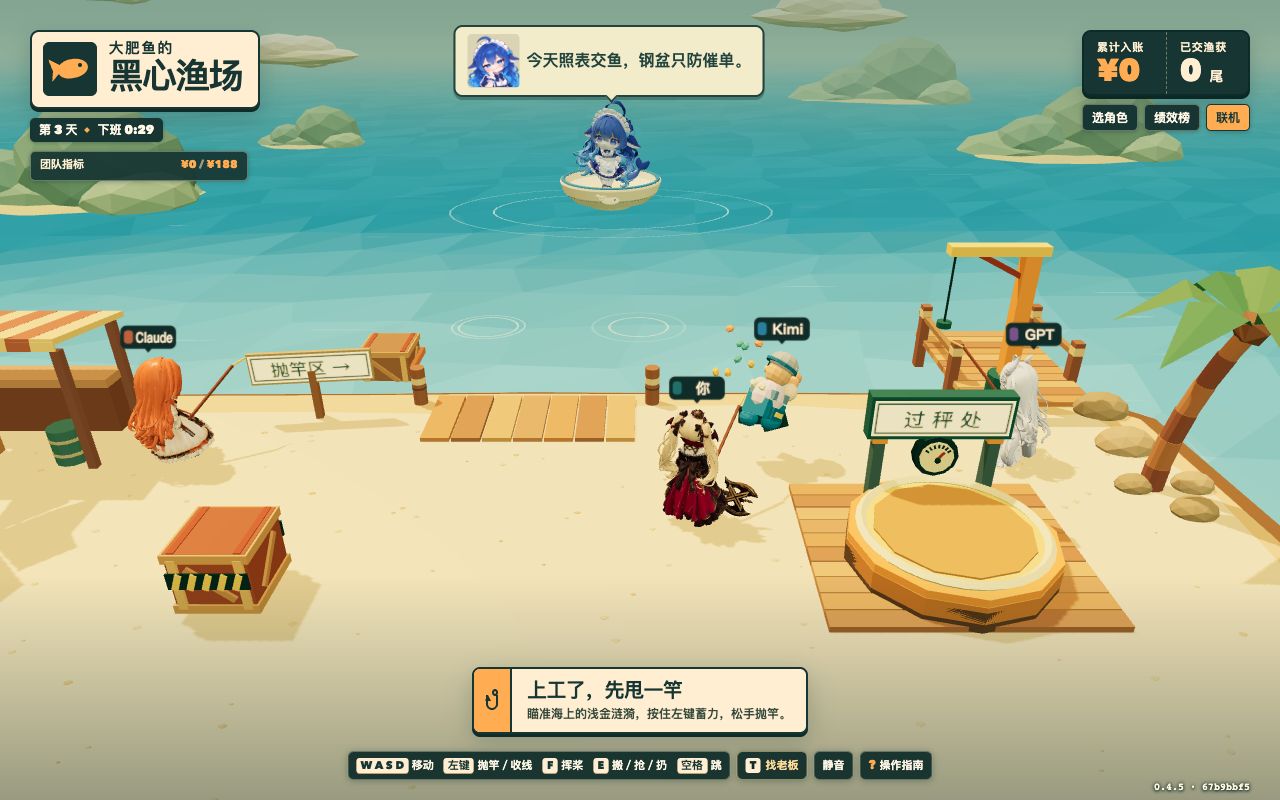 大肥鱼的
黑心渔场
第 3 天 ◆ 下班 0:29
团队指标 ¥0 / ¥188
今天照表交鱼，钢盆只防催单。
累计入账 已交渔获
¥0 0 尾
选角色 绩效榜 联机
Claude
抛竿区 →
Kimi
你
GPT
过秤处
上工了，先甩一竿
瞄准海上的浅金涟漪，按住左键蓄力，松手抛竿。
WASD 移动 左键 抛竿 / 收线 F 挥桨 E 搬 / 抢 / 扔 空格 跳 T 找老板 静音 ? 操作指南
0.4.5 · 67b9bbf5